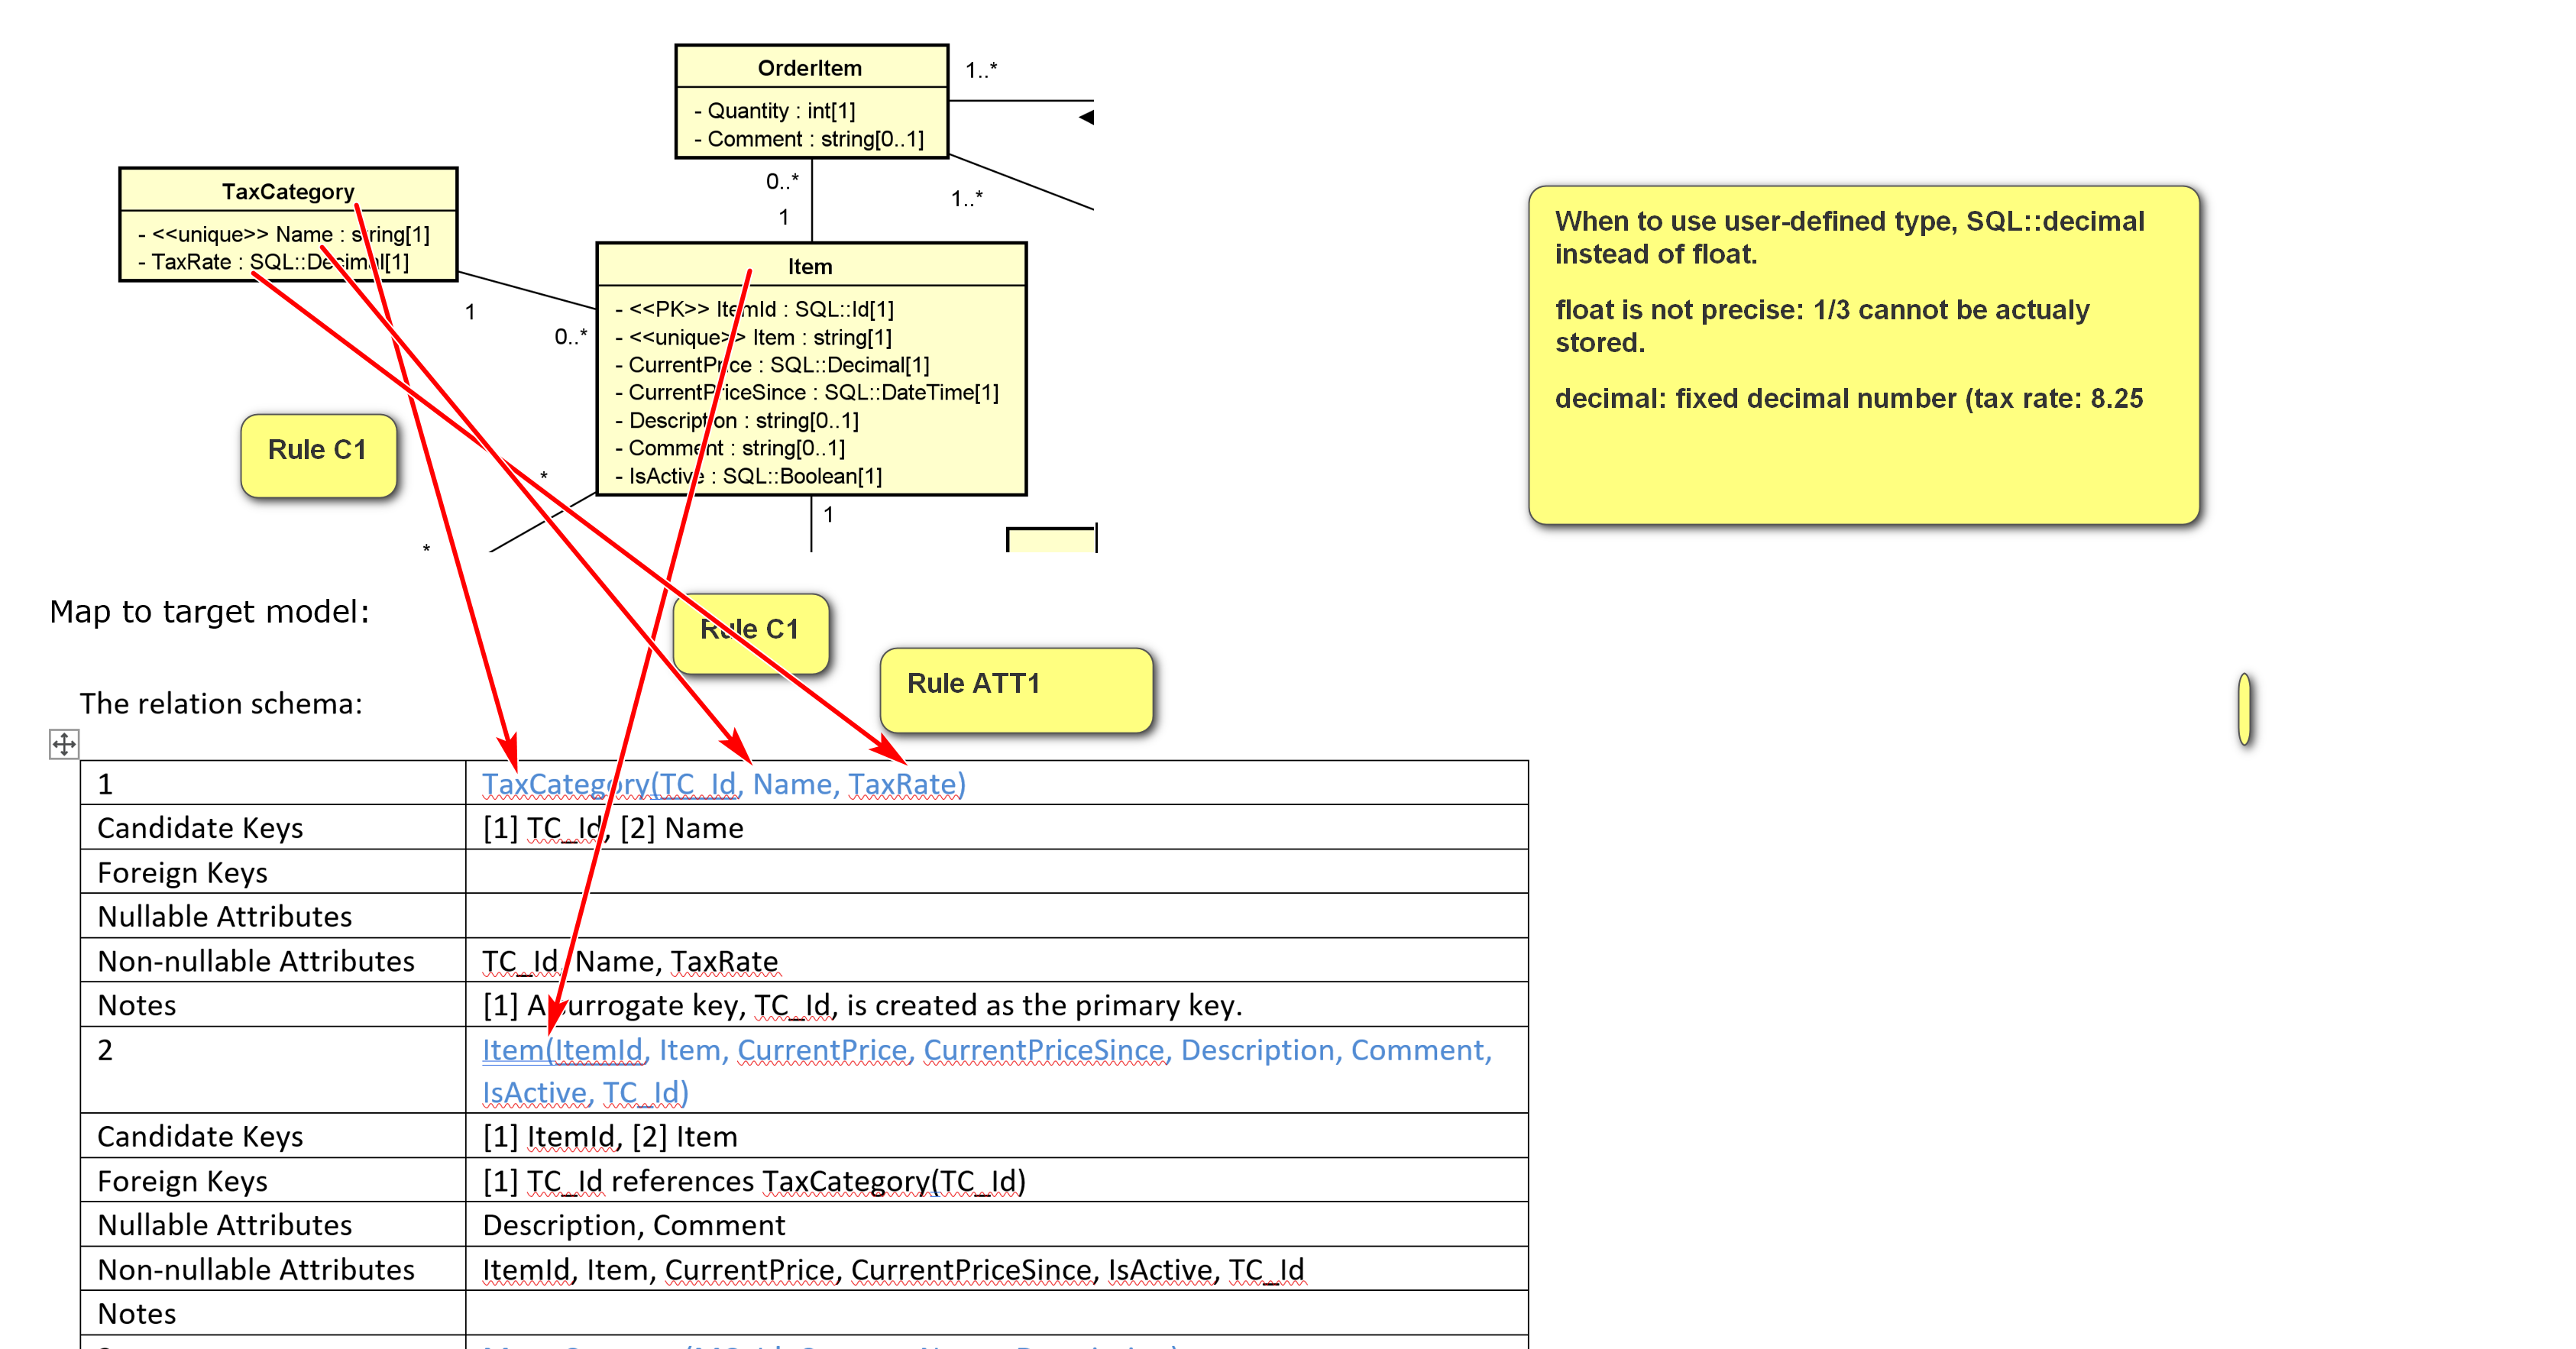 OrderItem
- Quantity : int[1]
- Comment : string[0..1]
1..*
1..*
0..*
1
TaxCategory
- <<unique>> Name : string[1]
- TaxRate : SQL::Decimal[1]
1
0..*
Item
- <<PK>> ItemId : SQL::Id[1]
- <<unique>> Item : string[1]
- CurrentPrice : SQL::Decimal[1]
- CurrentPriceSince : SQL::DateTime[1]
- Description : string[0..1]
- Comment : string[0..1]
- IsActive : SQL::Boolean[1]
*
*
1
When to use user-defined type, SQL::decimal
instead of float.
float is not precise: 1/3 cannot be actualy
stored.
decimal: fixed decimal number (tax rate: 8.25
Rule C1
Map to target model:
Rule C1
Rule ATT1
The relation schema:
1 TaxCategory(TC_Id, Name, TaxRate)
Candidate Keys [1] TC_Id, [2] Name
Foreign Keys
Nullable Attributes
Non-nullable Attributes TC_Id, Name, TaxRate
Notes [1] A surrogate key, TC_Id, is created as the primary key.
2 Item(ItemId, Item, CurrentPrice, CurrentPriceSince, Description, Comment,
IsActive, TC_Id)
Candidate Keys [1] ItemId, [2] Item
Foreign Keys [1] TC_Id references TaxCategory(TC_Id)
Nullable Attributes Description, Comment
Non-nullable Attributes ItemId, Item, CurrentPrice, CurrentPriceSince, IsActive, TC_Id
Notes